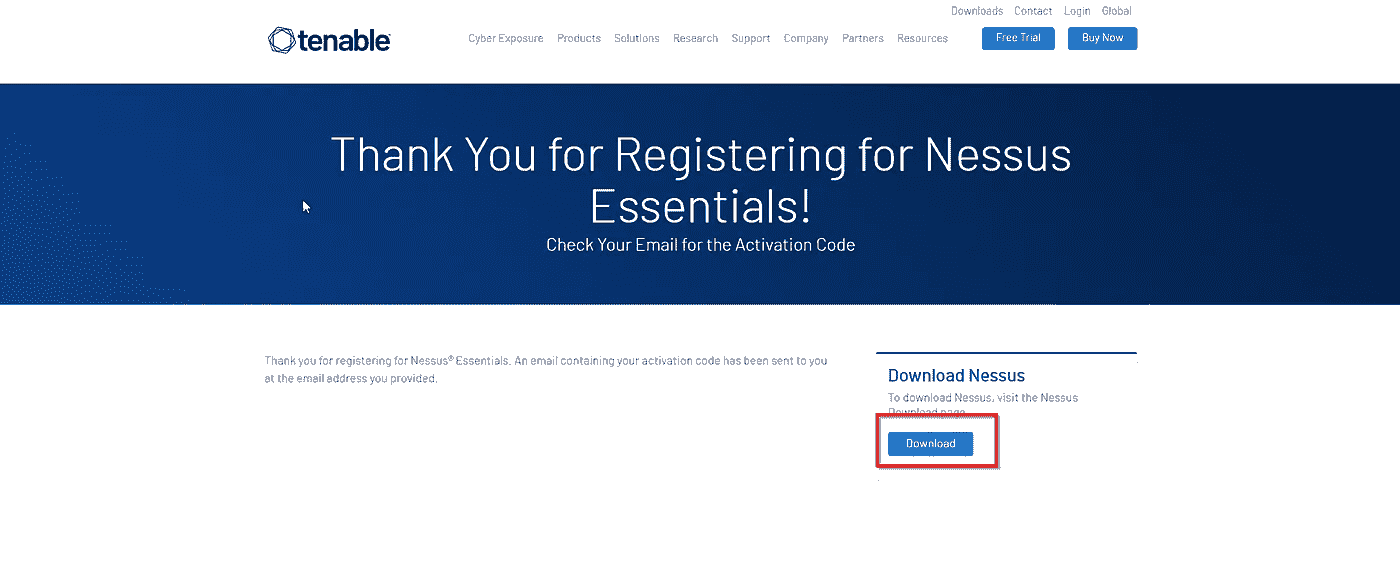 Downloads Contact Login Global
tenable
Cyber Exposure Products Solutions Research Support Company Partners Resources Free Trial Buy Now
Thank You for Registering for Nessus
Essentials!
Check Your Email for the Activation Code
Thank you for registering for Nessus® Essentials. An email containing your activation code has been sent to you
at the email address you provided.
Download Nessus
To download Nessus, visit the Nessus
Download page
Download